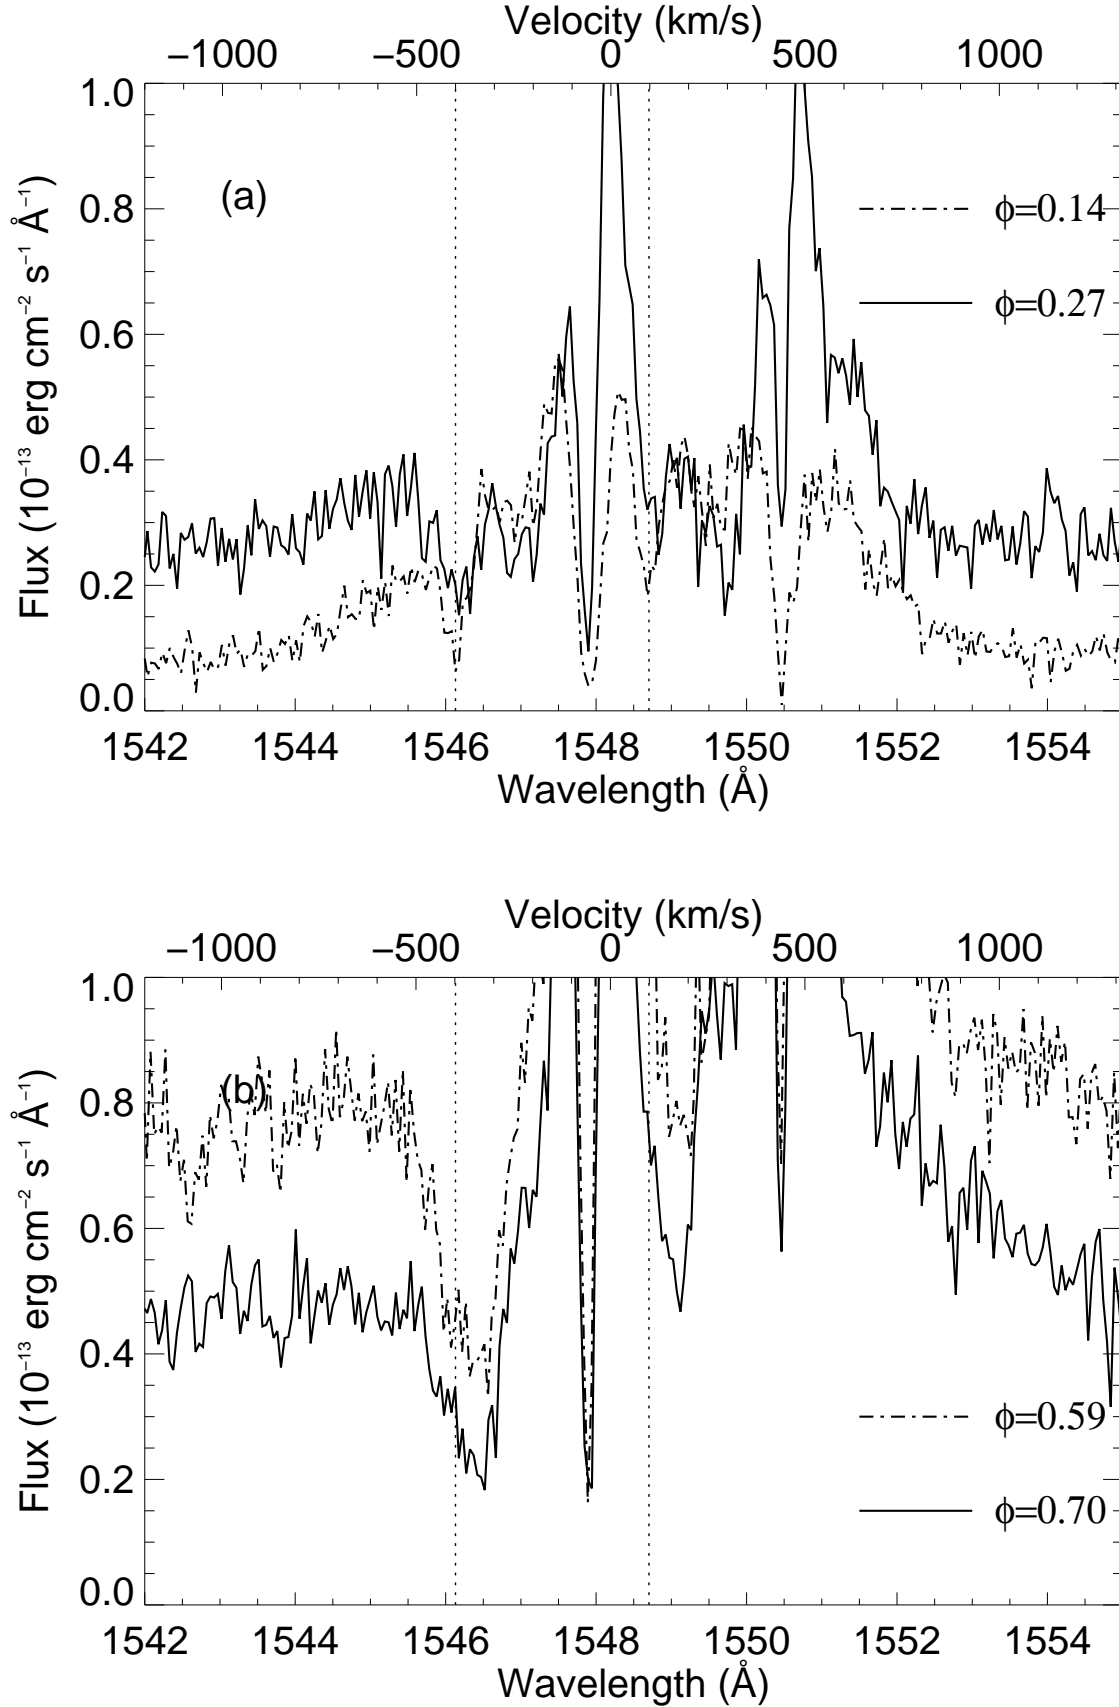 Velocity (km/s)
−1000 −500 0 500 1000
1.0
(a)
0.8
ϕ=0.14
0.6
ϕ=0.27
0.4
0.2
0.0
Flux (10⁻¹³ erg cm⁻² s⁻¹ Å⁻¹)
1542 1544 1546 1548 1550 1552 1554
Wavelength (Å)
Velocity (km/s)
−1000 −500 0 500 1000
1.0
(b)
0.8
0.6
0.4
ϕ=0.59
0.2
ϕ=0.70
0.0
Flux (10⁻¹³ erg cm⁻² s⁻¹ Å⁻¹)
1542 1544 1546 1548 1550 1552 1554
Wavelength (Å)